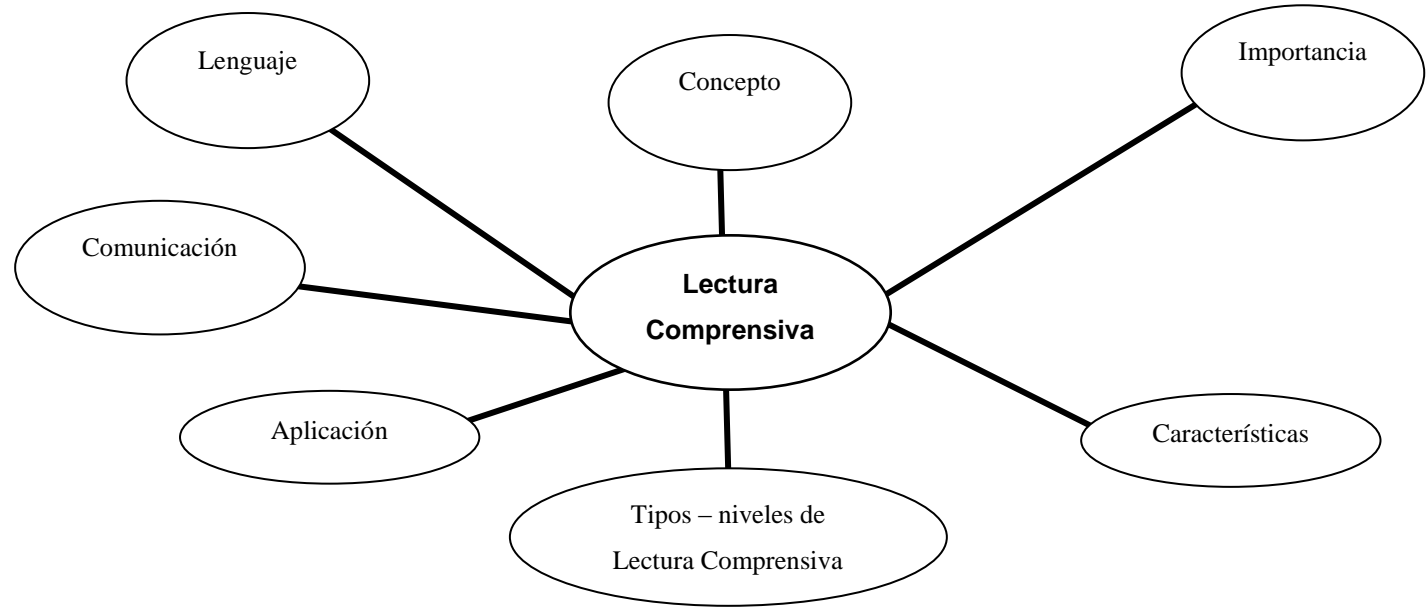 Lenguaje
Concepto
Importancia
Comunicación
Lectura
Comprensiva
Aplicación
Características
Tipos – niveles de
Lectura Comprensiva